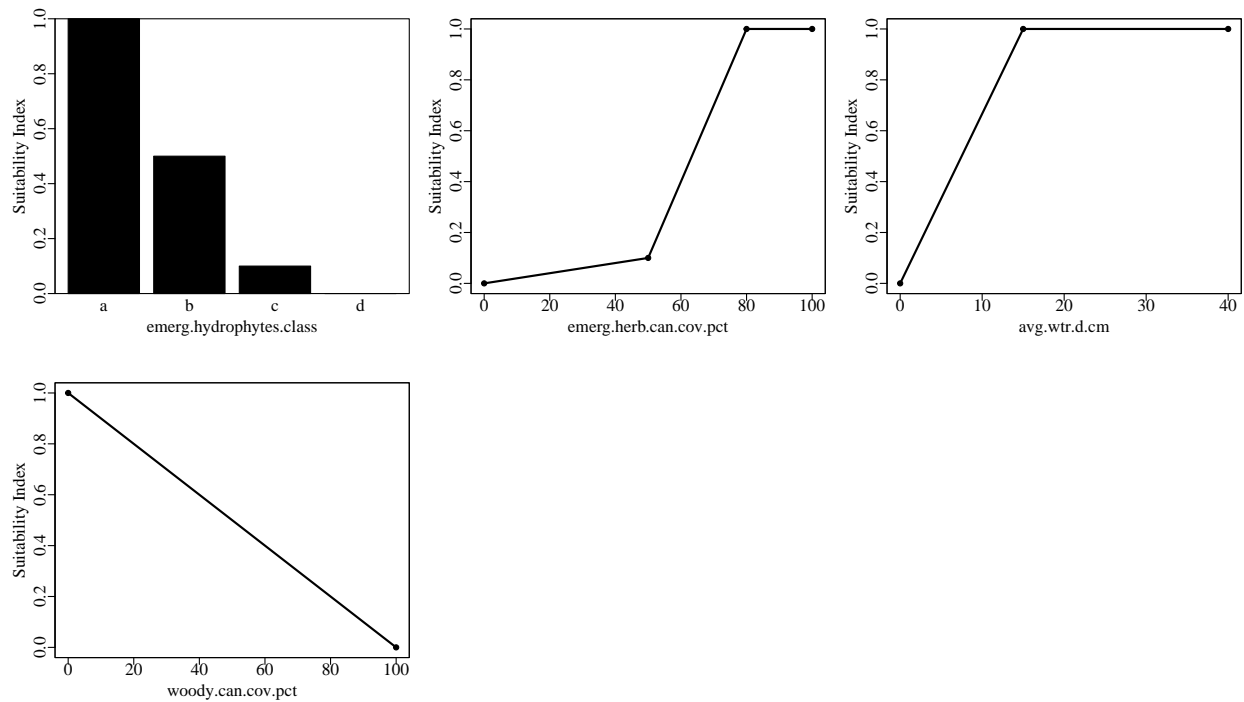 Suitability Index
0.0 0.2 0.4 0.6 0.8 1.0
a b c d
emerg.hydrophytes.class
Suitability Index
0.0 0.2 0.4 0.6 0.8 1.0
0 20 40 60 80 100
emerg.herb.can.cov.pct
Suitability Index
0.0 0.2 0.4 0.6 0.8 1.0
0 10 20 30 40
avg.wtr.d.cm
Suitability Index
0.0 0.2 0.4 0.6 0.8 1.0
0 20 40 60 80 100
woody.can.cov.pct